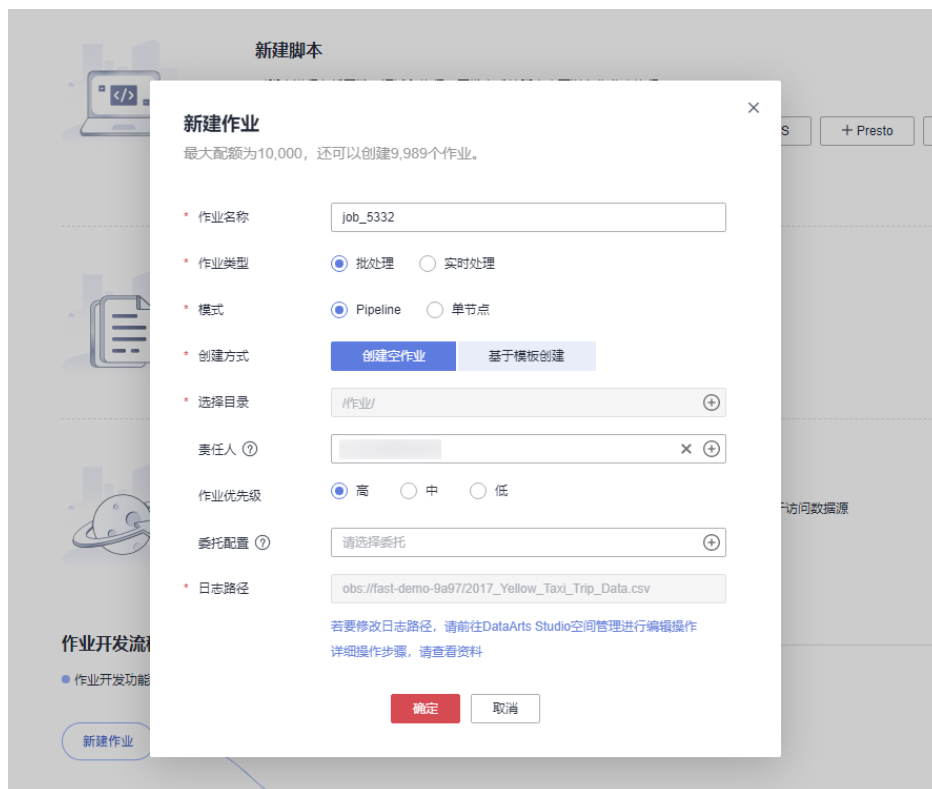 新建脚本
新建作业
最大配额为10,000，还可以创建9,989个作业。
S
+ Presto
* 作业名称 job_5332
* 作业类型 批处理 实时处理
* 模式 Pipeline 单节点
* 创建方式 创建空作业 基于模板创建
* 选择目录 /作业/
责任人
作业优先级 高 中 低
访问数据源
委托配置 请选择委托
* 日志路径 obs://fast-demo-9a97/2017_Yellow_Taxi_Trip_Data.csv
若要修改日志路径，请前往DataArts Studio空间管理进行编辑操作
详细操作步骤，请查看资料
作业开发流程
作业开发功能
确定 取消
新建作业